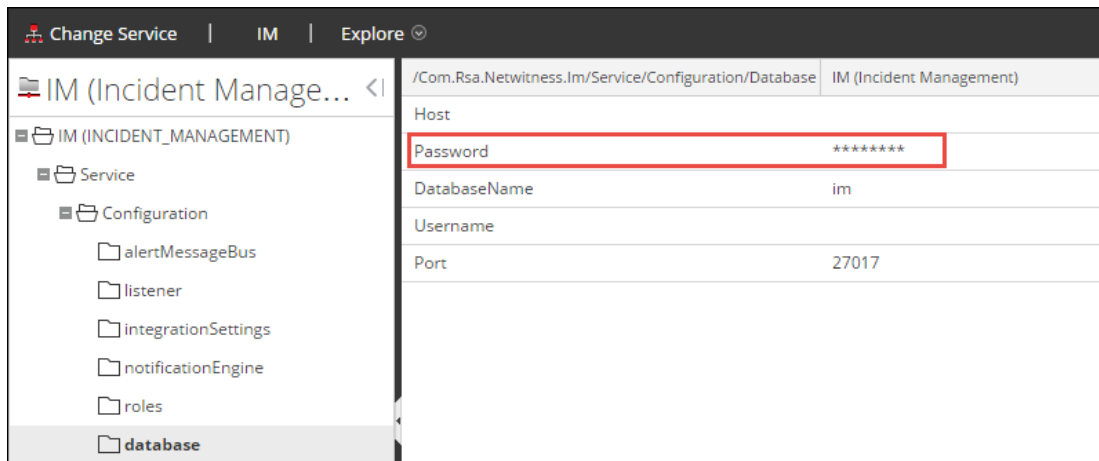 Change Service | IM | Explore
IM (Incident Manage...
IM (INCIDENT_MANAGEMENT)
Service
Configuration
alertMessageBus
listener
integrationSettings
notificationEngine
roles
database
/Com.Rsa.Netwitness.Im/Service/Configuration/Database IM (Incident Management)
Host
Password ********
DatabaseName im
Username
Port 27017